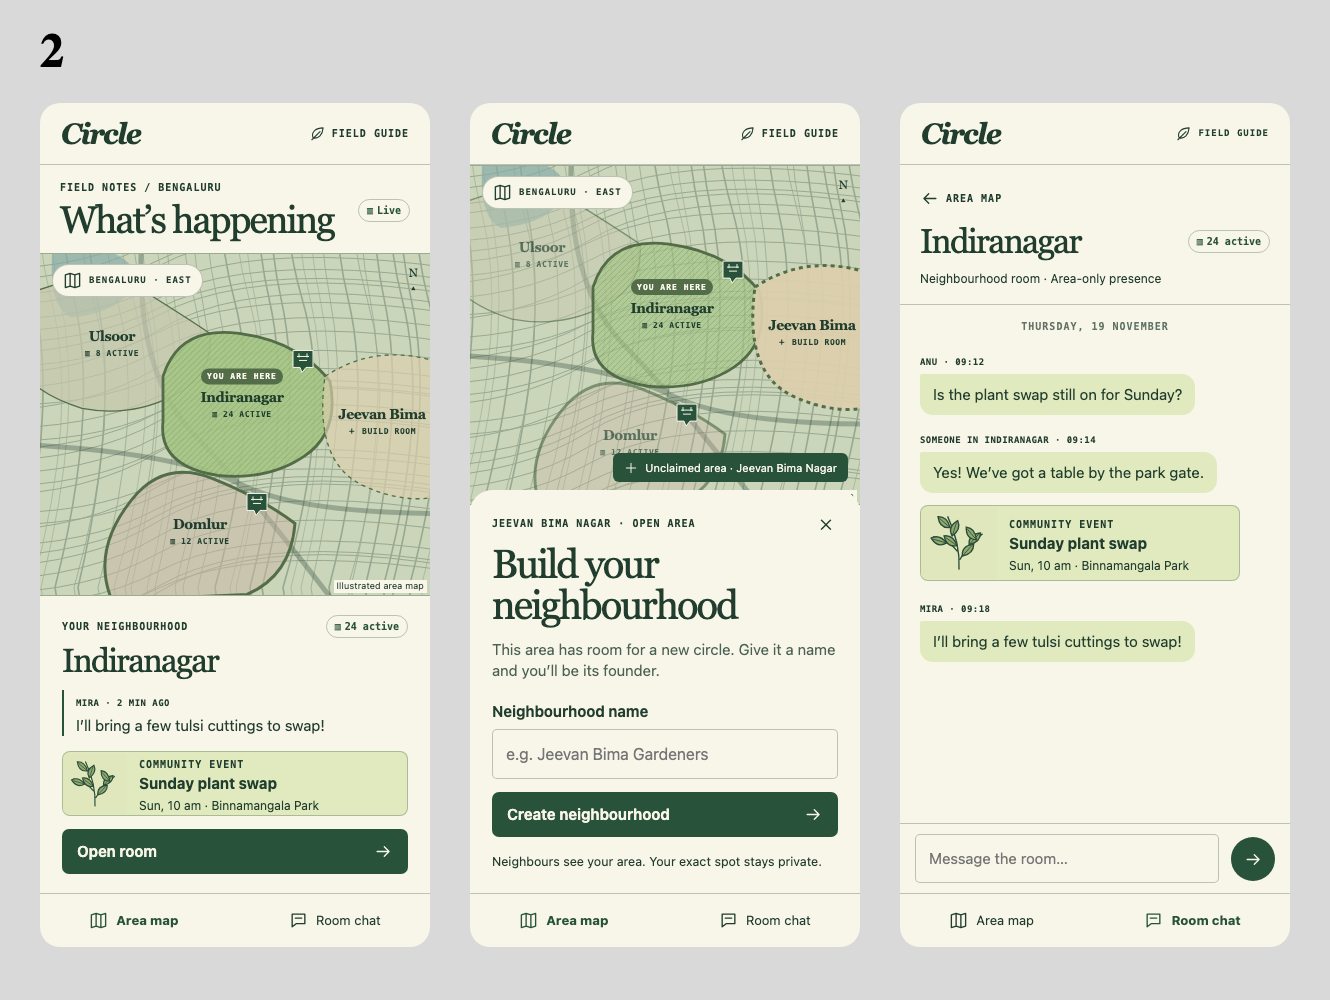 2
Circle
FIELD GUIDE
FIELD NOTES / BENGALURU
What's happening
Live
BENGALURU · EAST
N
Ulsoor
8 ACTIVE
YOU ARE HERE
Indiranagar
24 ACTIVE
Jeevan Bima
+ BUILD ROOM
Domlur
12 ACTIVE
Illustrated area map
YOUR NEIGHBOURHOOD
24 active
Indiranagar
MIRA · 2 MIN AGO
I'll bring a few tulsi cuttings to swap!
COMMUNITY EVENT
Sunday plant swap
Sun, 10 am · Binnamangala Park
Open room
Area map
Room chat
Circle
FIELD GUIDE
BENGALURU · EAST
N
Ulsoor
8 ACTIVE
YOU ARE HERE
Indiranagar
24 ACTIVE
Jeevan Bima
+ BUILD ROOM
Domlur
12 ACTIVE
Unclaimed area · Jeevan Bima Nagar
JEEVAN BIMA NAGAR · OPEN AREA
Build your
neighbourhood
This area has room for a new circle. Give it a name
and you'll be its founder.
Neighbourhood name
e.g. Jeevan Bima Gardeners
Create neighbourhood
Neighbours see your area. Your exact spot stays private.
Area map
Room chat
Circle
FIELD GUIDE
AREA MAP
Indiranagar
24 active
Neighbourhood room · Area-only presence
THURSDAY, 19 NOVEMBER
ANU · 09:12
Is the plant swap still on for Sunday?
SOMEONE IN INDIRANAGAR · 09:14
Yes! We've got a table by the park gate.
COMMUNITY EVENT
Sunday plant swap
Sun, 10 am · Binnamangala Park
MIRA · 09:18
I'll bring a few tulsi cuttings to swap!
Message the room...
Area map
Room chat